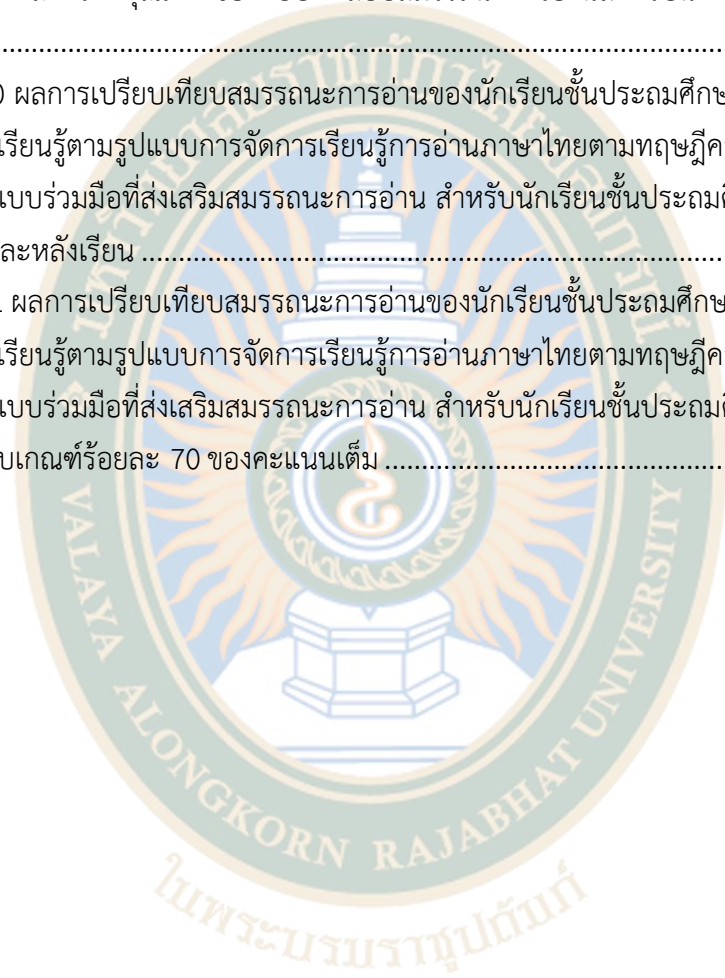 0 ผลการเปรียบเทียบสมรรถนะการอ่านของนักเรียนชั้นประถมศึกษ
เรียนรู้ตามรูปแบบการจัดการเรียนรู้การอ่านภาษาไทยตามทฤษฎีค
แบบร่วมมือที่ส่งเสริมสมรรถนะการอ่าน สำหรับนักเรียนชั้นประถมศึ
และหลังเรียน ........................................................................
ผลการเปรียบเทียบสมรรถนะการอ่านของนักเรียนชั้นประถมศึกษ
เรียนรู้ตามรูปแบบการจัดการเรียนรู้การอ่านภาษาไทยตามทฤษฎีค
แบบร่วมมือที่ส่งเสริมสมรรถนะการอ่าน สำหรับนักเรียนชั้นประถมศึ
บเกณฑ์ร้อยละ 70 ของคะแนนเต็ม ..........................................
VALAYA ALONGKORN RAJABHAT UNIVERSITY
ในพระบรมราชูปถัมภ์